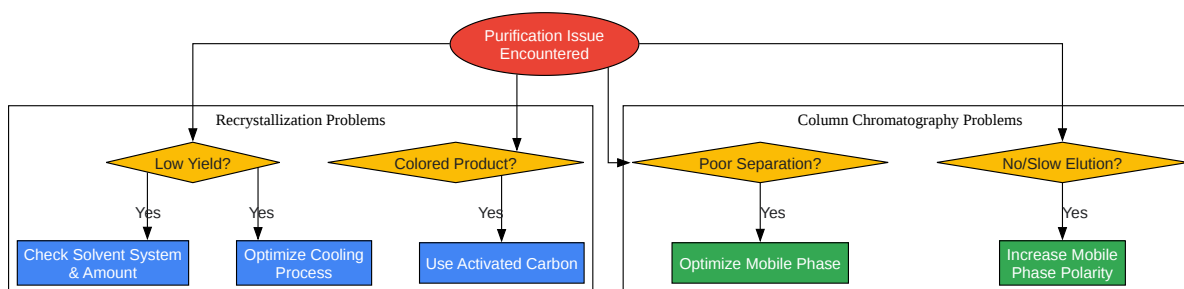 Purification Issue
Encountered
Recrystallization Problems
Column Chromatography Problems
Low Yield?
Colored Product?
Poor Separation?
No/Slow Elution?
Yes
Yes
Yes
Yes
Yes
Check Solvent System
& Amount
Optimize Cooling
Process
Use Activated Carbon
Optimize Mobile Phase
Increase Mobile
Phase Polarity